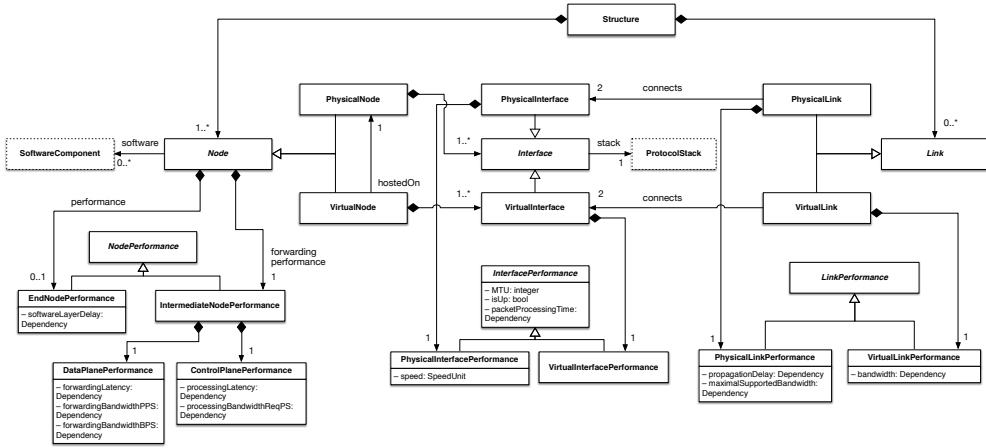 Structure
PhysicalNode
PhysicalInterface
2
connects
PhysicalLink
1
1..*
software
SoftwareComponent
0..*
Node
1..*
Interface
stack
1
ProtocolStack
0..*
Link
hostedOn
VirtualNode
1..*
VirtualInterface
2
connects
VirtualLink
performance
NodePerformance
forwarding
performance
0..1
1
EndNodePerformance
– softwareLayerDelay:
Dependency
IntermediateNodePerformance
1
1
DataPlanePerformance
– forwardingLatency:
Dependency
– forwardingBandwidthPPS:
Dependency
– forwardingBandwidthBPS:
Dependency
ControlPlanePerformance
– processingLatency:
Dependency
– processingBandwidthReqPS:
Dependency
InterfacePerformance
– MTU: integer
– isUp: bool
– packetProcessingTime:
Dependency
1
1
PhysicalInterfacePerformance
– speed: SpeedUnit
VirtualInterfacePerformance
LinkPerformance
1
1
PhysicalLinkPerformance
– propagationDelay: Dependency
– maximalSupportedBandwidth:
Dependency
VirtualLinkPerformance
– bandwidth: Dependency